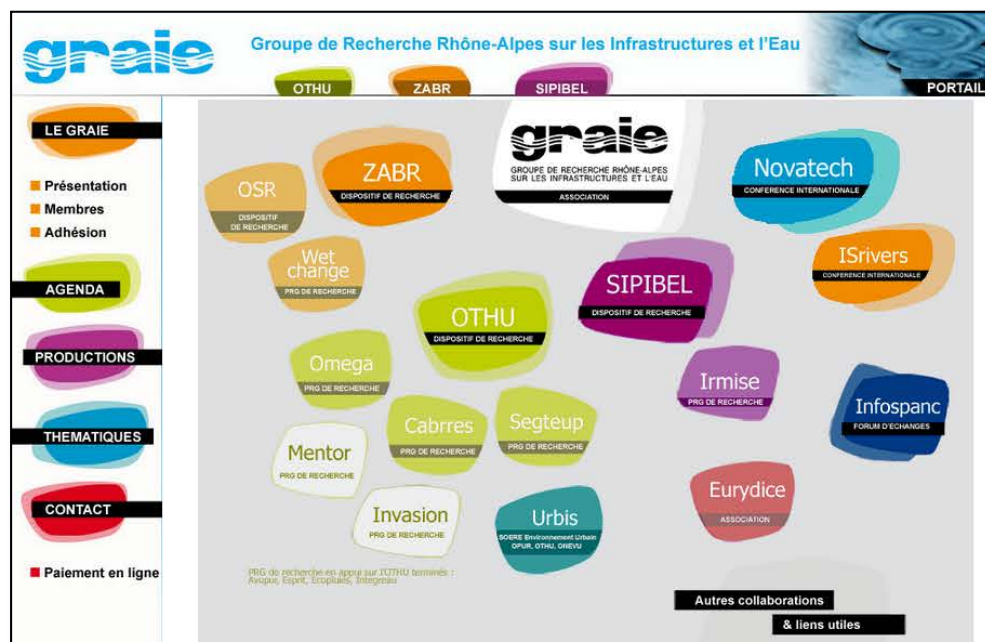 graie
Groupe de Recherche Rhône-Alpes sur les Infrastructures et l'Eau
OTHU
ZABR
SIPIBEL
PORTAIL
LE GRAIE
Présentation
Membres
Adhésion
AGENDA
PRODUCTIONS
THEMATIQUES
CONTACT
Paiement en ligne
graie
GROUPE DE RECHERCHE RHÔNE-ALPES
SUR LES INFRASTRUCTURES ET L'EAU
ASSOCIATION
OSR
DISPOSITIF
DE RECHERCHE
ZABR
DISPOSITIF DE RECHERCHE
Novatech
CONFERENCE INTERNATIONALE
Wet
change
PRG DE RECHERCHE
ISrivers
CONFERENCE INTERNATIONALE
SIPIBEL
DISPOSITIF DE RECHERCHE
OTHU
DISPOSITIF DE RECHERCHE
Omega
PRG DE RECHERCHE
Irmise
PRG DE RECHERCHE
Infospanc
FORUM D'ECHANGES
Cabrres
PRG DE RECHERCHE
Segteup
PRG DE RECHERCHE
Mentor
PRG DE RECHERCHE
Eurydice
ASSOCIATION
Invasion
PRG DE RECHERCHE
Urbis
SOERE Environnement Urbain
OPUR, OTHU, ONEVU
PRG de recherche en appui sur l'OTHU terminés :
Avupur, Esprit, Ecopluies, Integreau
Autres collaborations
& liens utiles